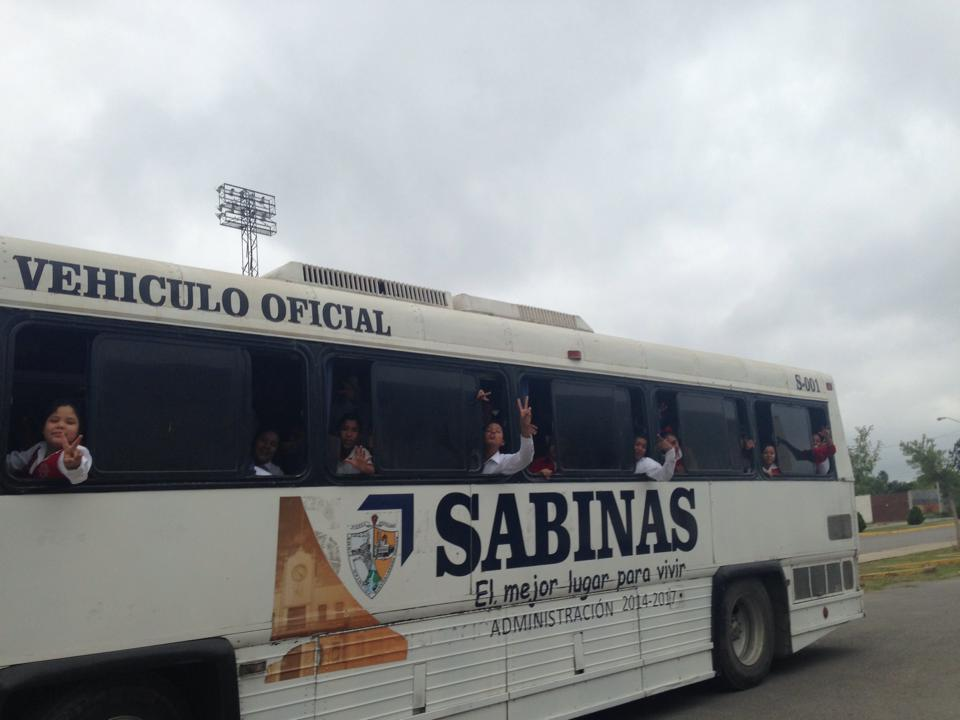 VEHICULO OFICIAL
S-001
SABINAS
El mejor lugar para vivir
ADMINISTRACIÓN 2014-2017